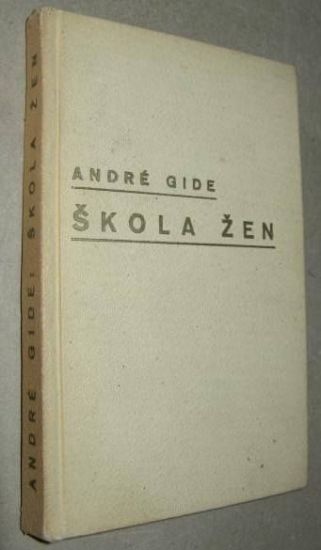 ANDRÉ GIDE
ŠKOLA ŽEN
ANDRÉ GIDE: ŠKOLA ŽEN